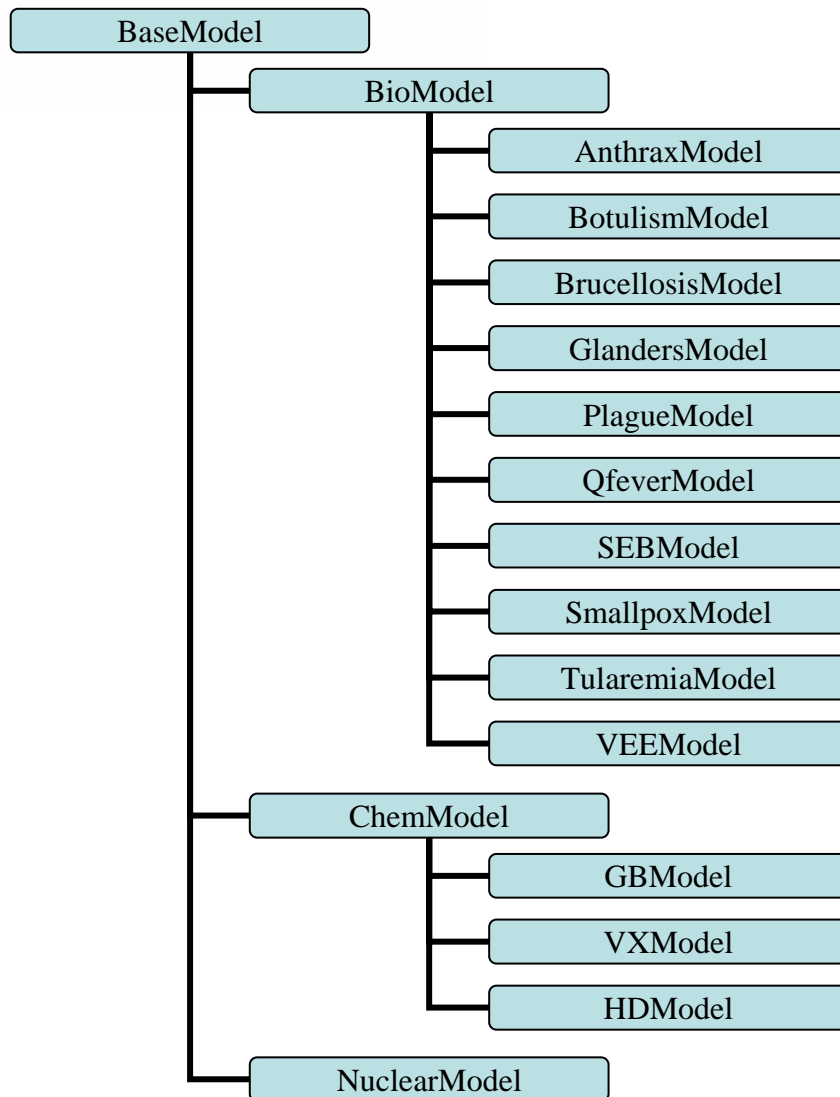 BaseModel
BioModel
AnthraxModel
BotulismModel
BrucellosisModel
GlandersModel
PlagueModel
QfeverModel
SEBModel
SmallpoxModel
TularemiaModel
VEEModel
ChemModel
GBModel
VXModel
HDModel
NuclearModel